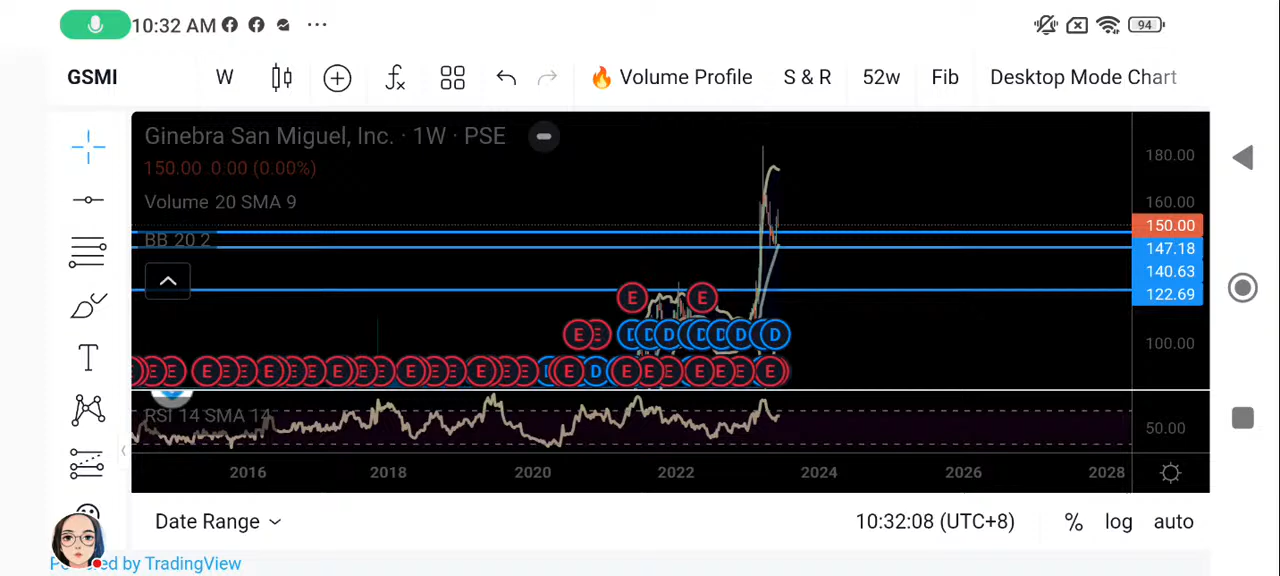 10:32 AM
94
GSMI W Volume Profile S & R 52w Fib Desktop Mode Chart
Ginebra San Miguel, Inc. · 1W · PSE
150.00 0.00 (0.00%)
Volume 20 SMA 9
BB 20 2
180.00
160.00
150.00
147.18
140.63
122.69
100.00
E E
E E D D D D D D D D
E E E E E E E E E E E E E E E E E E E D E D E E E E E E E
RSI 14 SMA 14
50.00
2016 2018 2020 2022 2024 2026 2028
Date Range 10:32:08 (UTC+8) % log auto
ed by TradingView